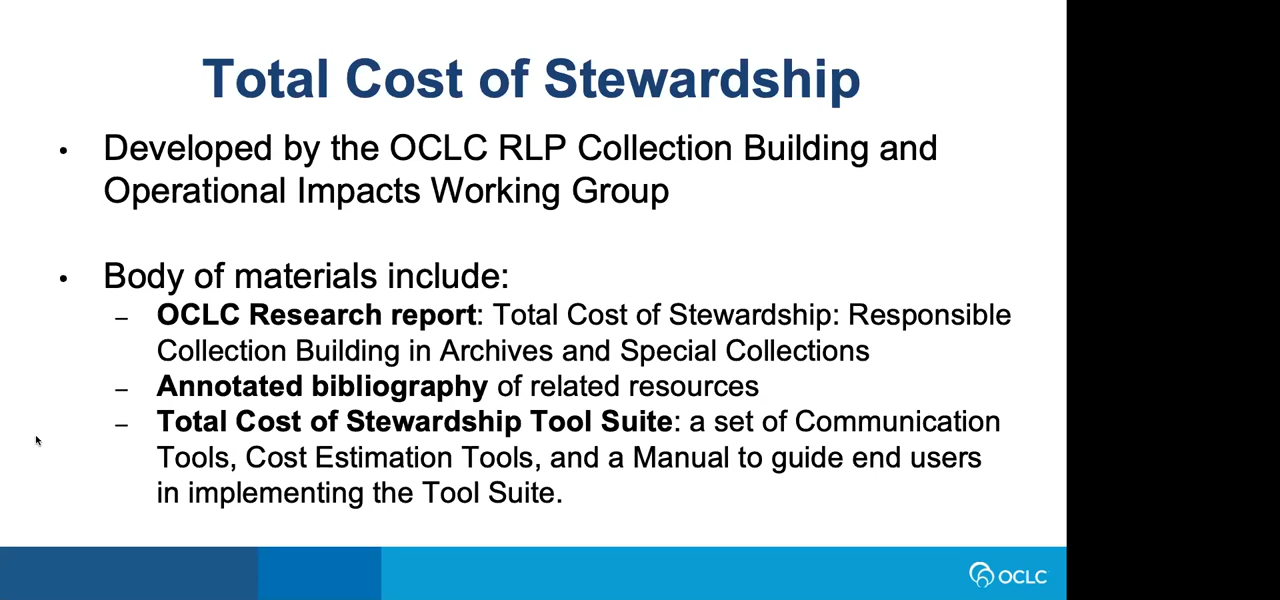 Total Cost of Stewardship
• Developed by the OCLC RLP Collection Building and
Operational Impacts Working Group
• Body of materials include:
– OCLC Research report: Total Cost of Stewardship: Responsible
Collection Building in Archives and Special Collections
– Annotated bibliography of related resources
– Total Cost of Stewardship Tool Suite: a set of Communication
Tools, Cost Estimation Tools, and a Manual to guide end users
in implementing the Tool Suite.
OCLC